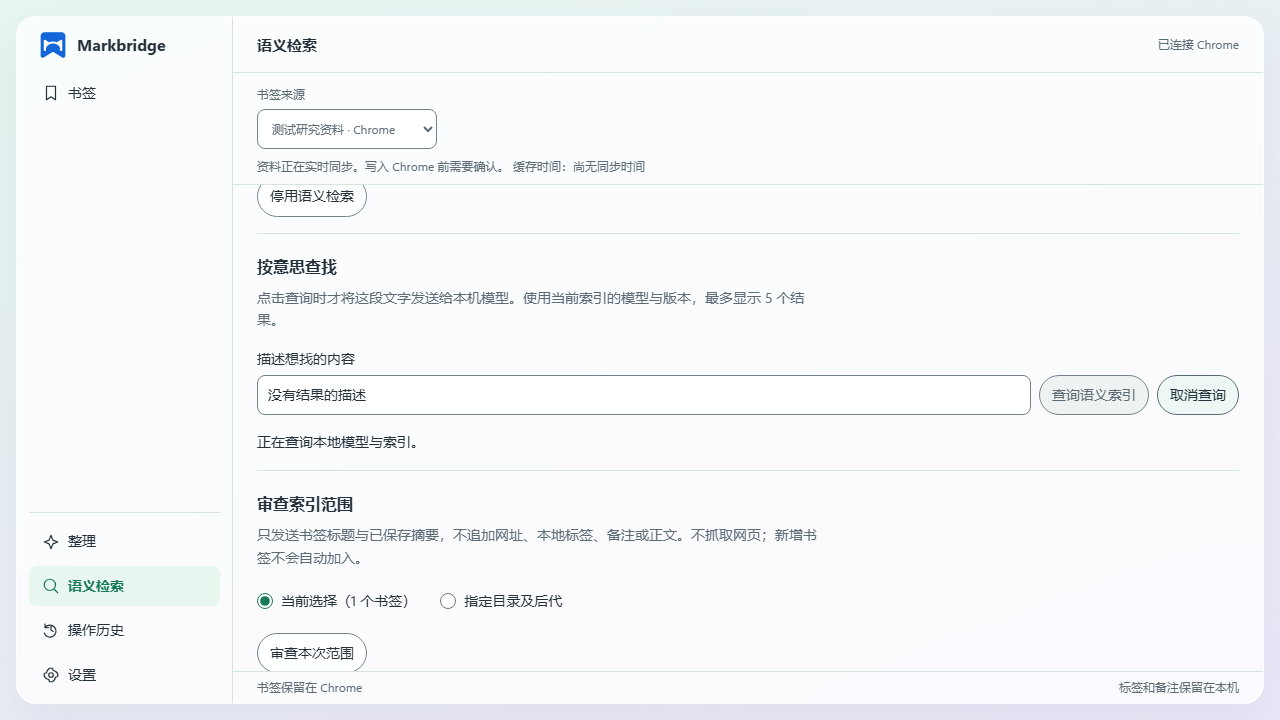 Markbridge
书签
整理
语义检索
操作历史
设置
语义检索
已连接 Chrome
书签来源
测试研究资料 · Chrome
资料正在实时同步。写入 Chrome 前需要确认。 缓存时间：尚无同步时间
停用语义检索
按意思查找
点击查询时才将这段文字发送给本机模型。使用当前索引的模型与版本，最多显示 5 个结
果。
描述想找的内容
没有结果的描述
查询语义索引
取消查询
正在查询本地模型与索引。
审查索引范围
只发送书签标题与已保存摘要，不追加网址、本地标签、备注或正文。不抓取网页；新增书
签不会自动加入。
当前选择（1 个书签）
指定目录及后代
审查本次范围
书签保留在 Chrome
标签和备注保留在本机